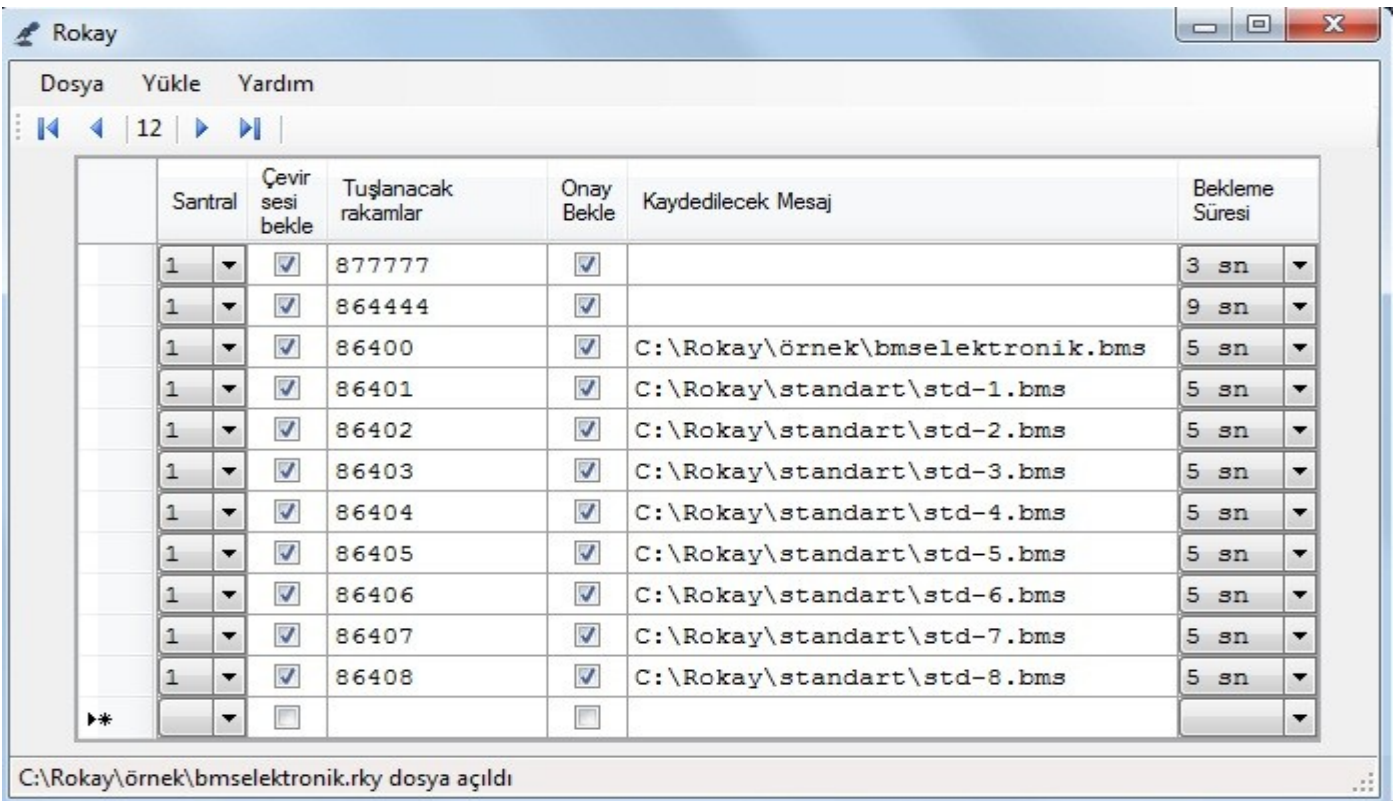 Rokay
Dosya Yükle Yardım
12
Santral Çevir sesi bekle Tuşlanacak rakamlar Onay Bekle Kaydedilecek Mesaj Bekleme Süresi
1 877777 3 sn
1 864444 9 sn
1 86400 C:\Rokay\örnek\bmselektronik.bms 5 sn
1 86401 C:\Rokay\standart\std-1.bms 5 sn
1 86402 C:\Rokay\standart\std-2.bms 5 sn
1 86403 C:\Rokay\standart\std-3.bms 5 sn
1 86404 C:\Rokay\standart\std-4.bms 5 sn
1 86405 C:\Rokay\standart\std-5.bms 5 sn
1 86406 C:\Rokay\standart\std-6.bms 5 sn
1 86407 C:\Rokay\standart\std-7.bms 5 sn
1 86408 C:\Rokay\standart\std-8.bms 5 sn
C:\Rokay\örnek\bmselektronik.rky dosya açıldı